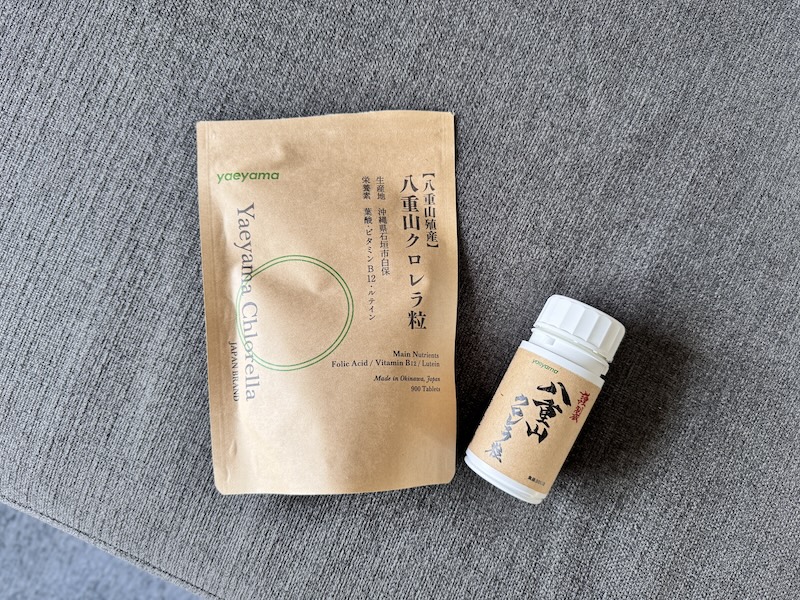 yaeyama
【八重山殖産】
八重山クロレラ粒
生産地 沖縄県石垣市白保
栄養素 葉酸・ビタミンB12・ルテイン
Yaeyama Chlorella
JAPAN BRAND
Main Nutrients
Folic Acid / Vitamin B12 / Lutein
Made in Okinawa, Japan
900 Tablets
yaeyama
八重山
クロレラ粒